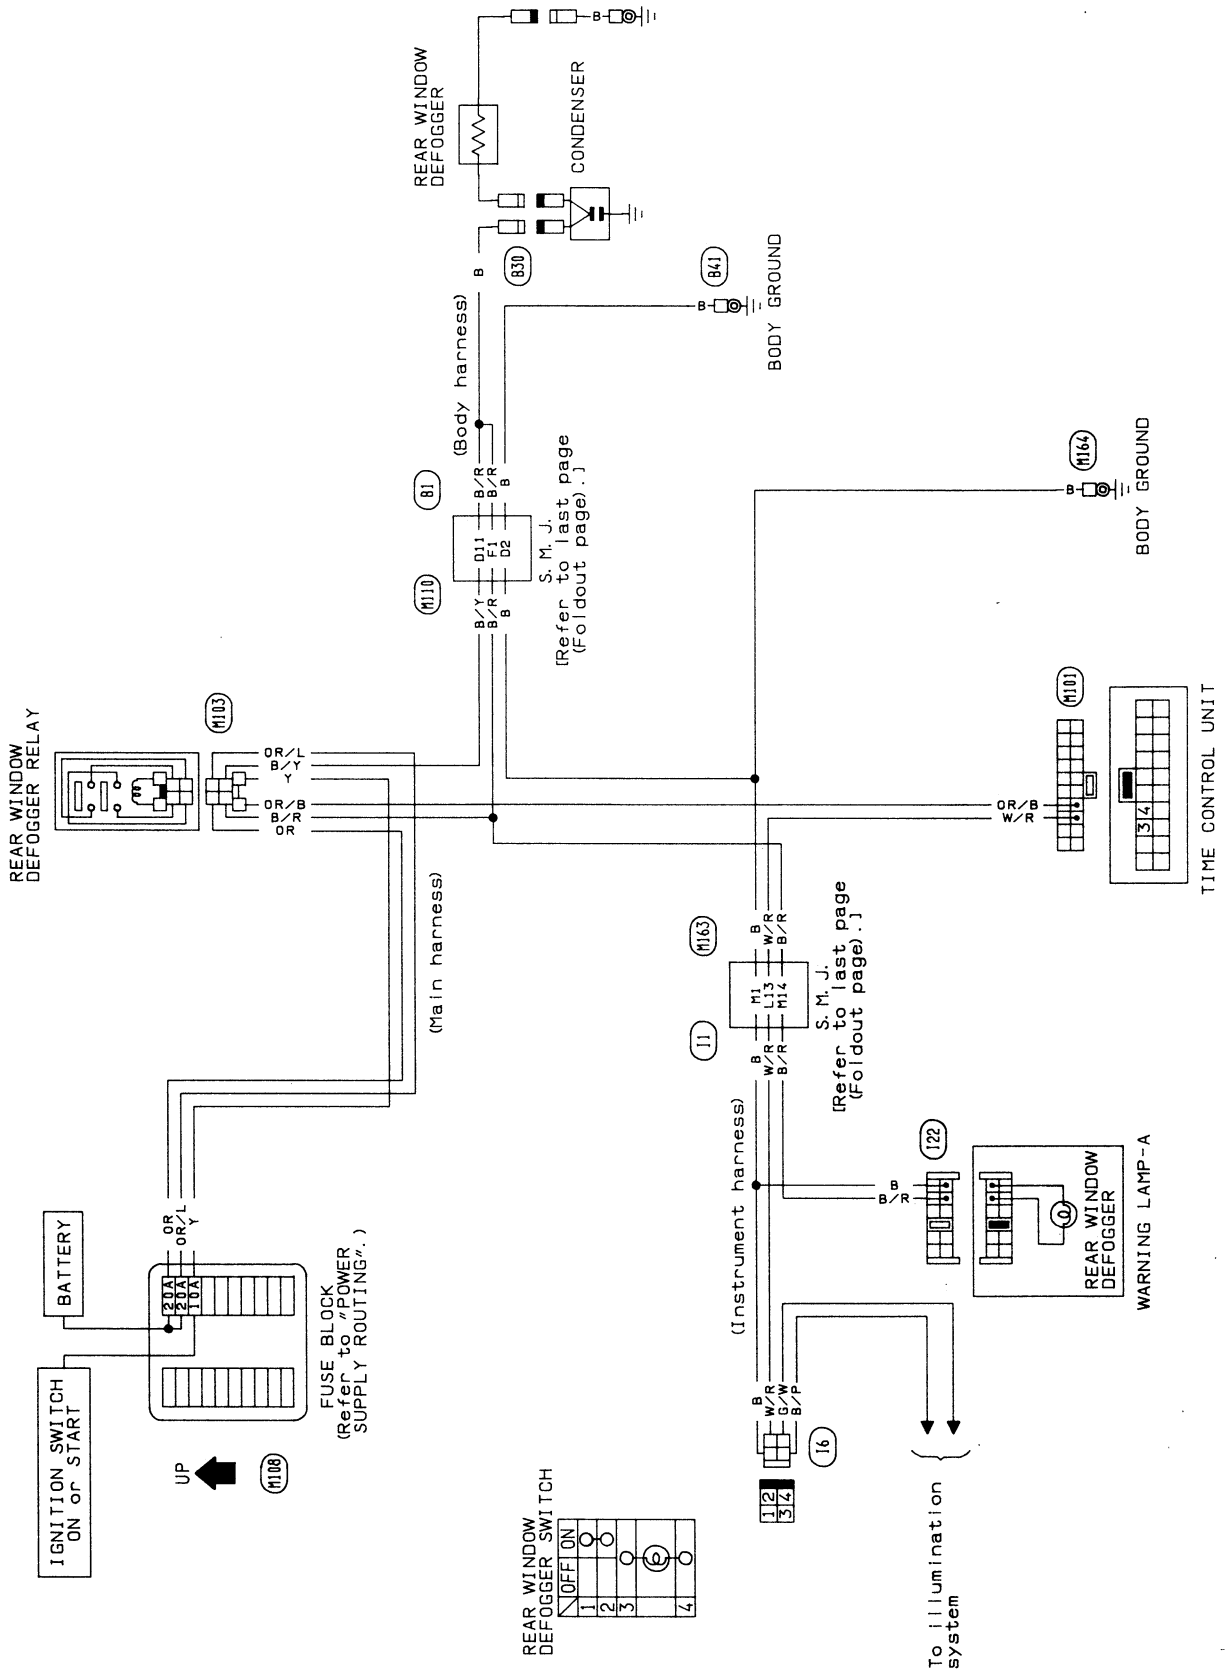 IGNITION SWITCH
ON or START
BATTERY
UP
M108
FUSE BLOCK
(Refer to "POWER
SUPPLY ROUTING".)
20A
20A
10A
OR
OR/L
Y
REAR WINDOW
DEFOGGER RELAY
M103
OR/L
B/Y
Y
OR/B
B/R
OR
(Main harness)
M110
B1
B/Y
B/R
B
D11
F1
D2
B/R
B/R
B
S. M. J.
[Refer to last page
(Foldout page).]
(Body harness)
B
B30
REAR WINDOW
DEFOGGER
CONDENSER
B
B
B41
BODY GROUND
REAR WINDOW
DEFOGGER SWITCH
OFF
ON
1
2
3
4
1 2
3 4
I6
B
W/R
G/W
B/P
To illumination
system
(Instrument harness)
I1
M163
B
W/R
B/R
M1
L13
M14
B
W/R
B/R
S. M. J.
[Refer to last page
(Foldout page).]
B
B/R
I22
REAR WINDOW
DEFOGGER
WARNING LAMP-A
OR/B
W/R
M101
3 4
TIME CONTROL UNIT
B
M164
BODY GROUND